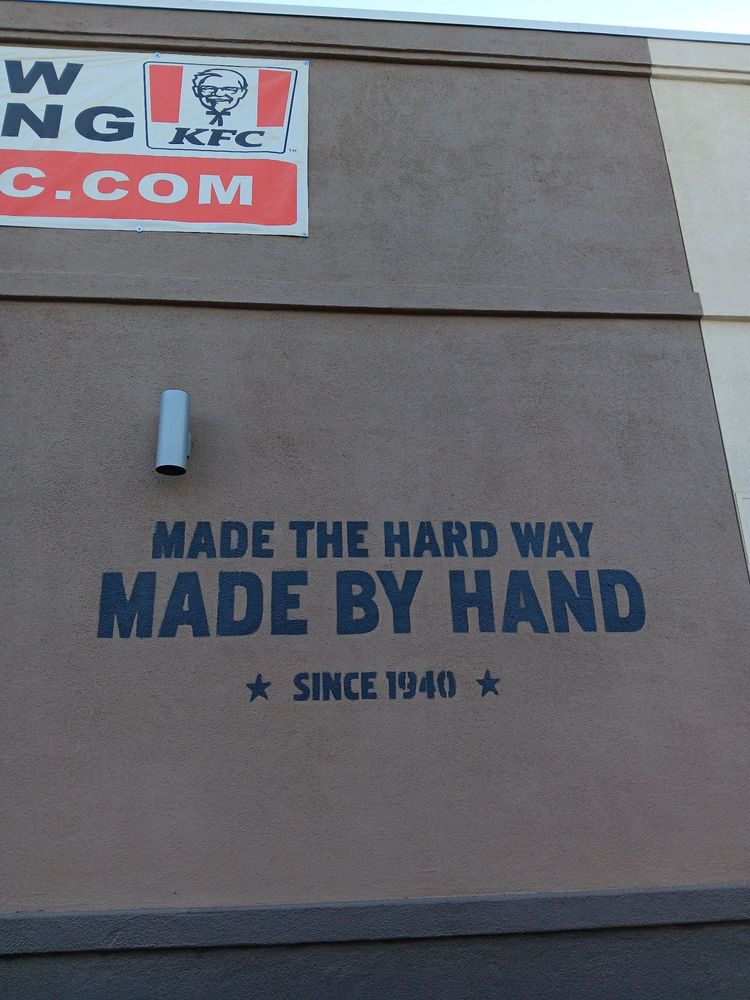 W
NG
KFC
C.COM
MADE THE HARD WAY
MADE BY HAND
★ SINCE 1940 ★